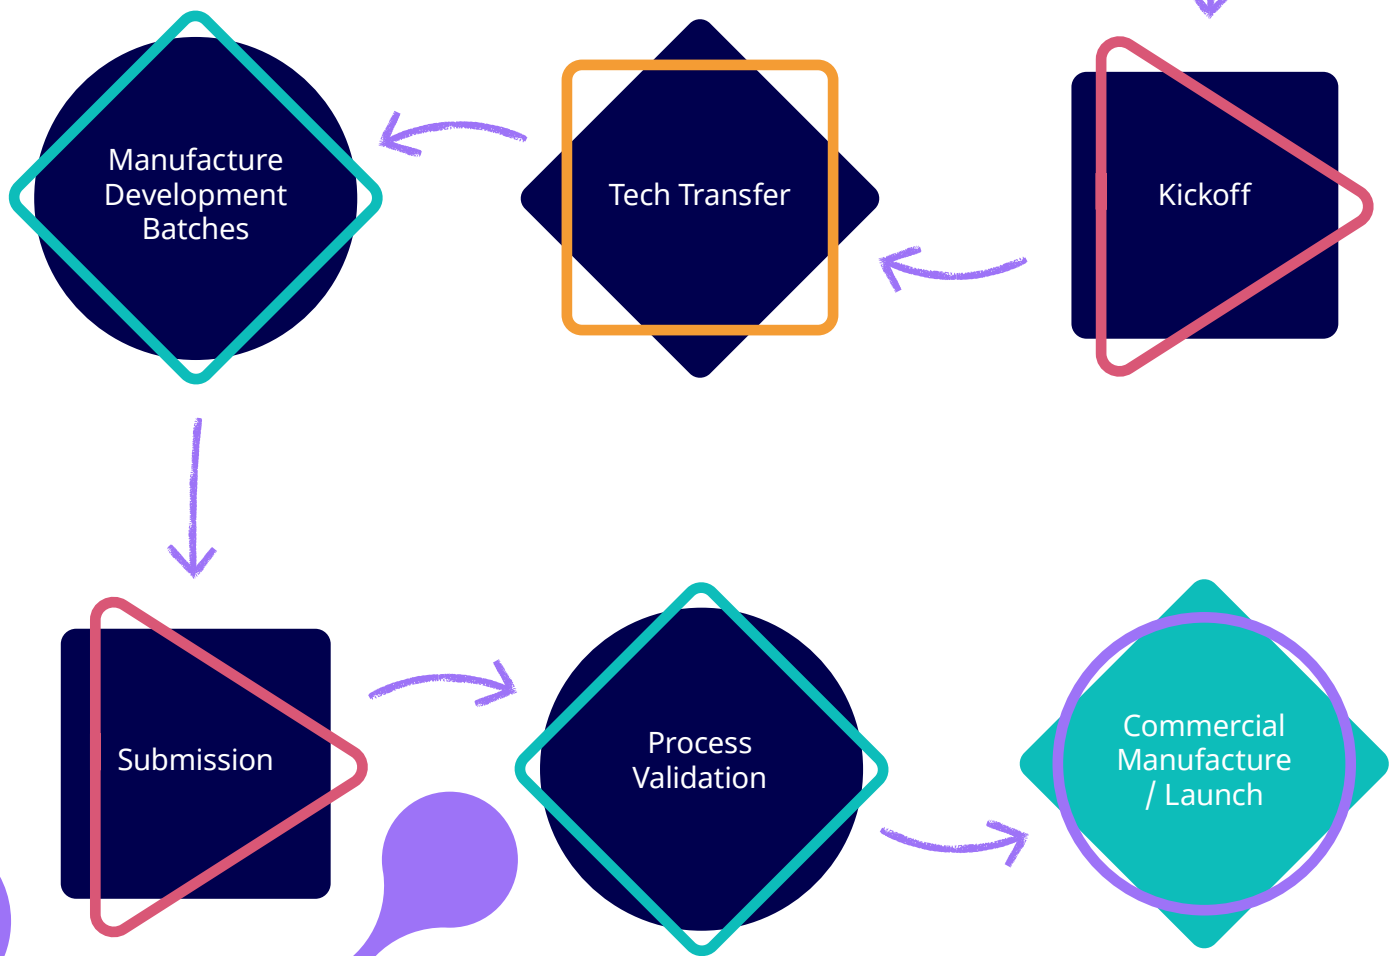 Manufacture
Development
Batches
Tech Transfer
Kickoff
Submission
Process
Validation
Commercial
Manufacture
/ Launch